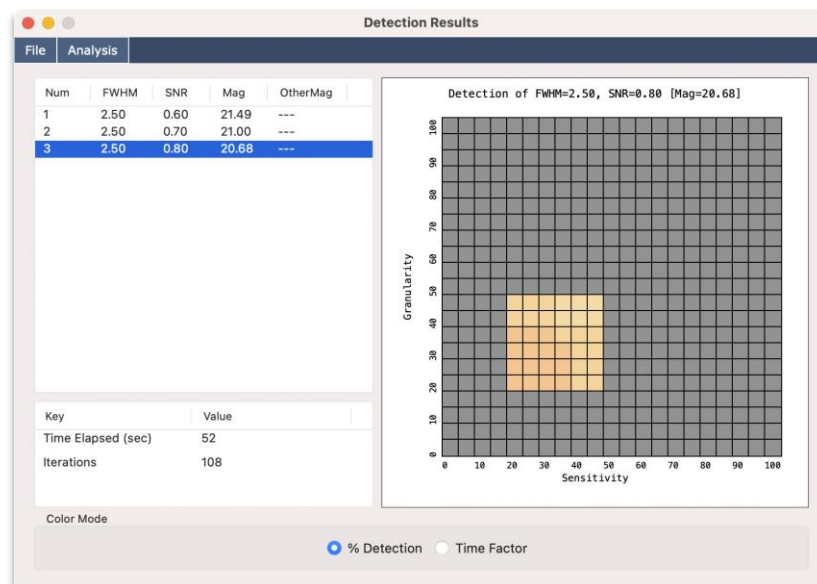 Detection Results
File Analysis
Num FWHM SNR Mag OtherMag
1 2.50 0.60 21.49 ---
2 2.50 0.70 21.00 ---
3 2.50 0.80 20.68 ---
Key Value
Time Elapsed (sec) 52
Iterations 108
Detection of FWHM=2.50, SNR=0.80 [Mag=20.68]
100
90
80
70
60
50
40
30
20
10
0
Granularity
0 10 20 30 40 50 60 70 80 90 100
Sensitivity
Color Mode
% Detection Time Factor